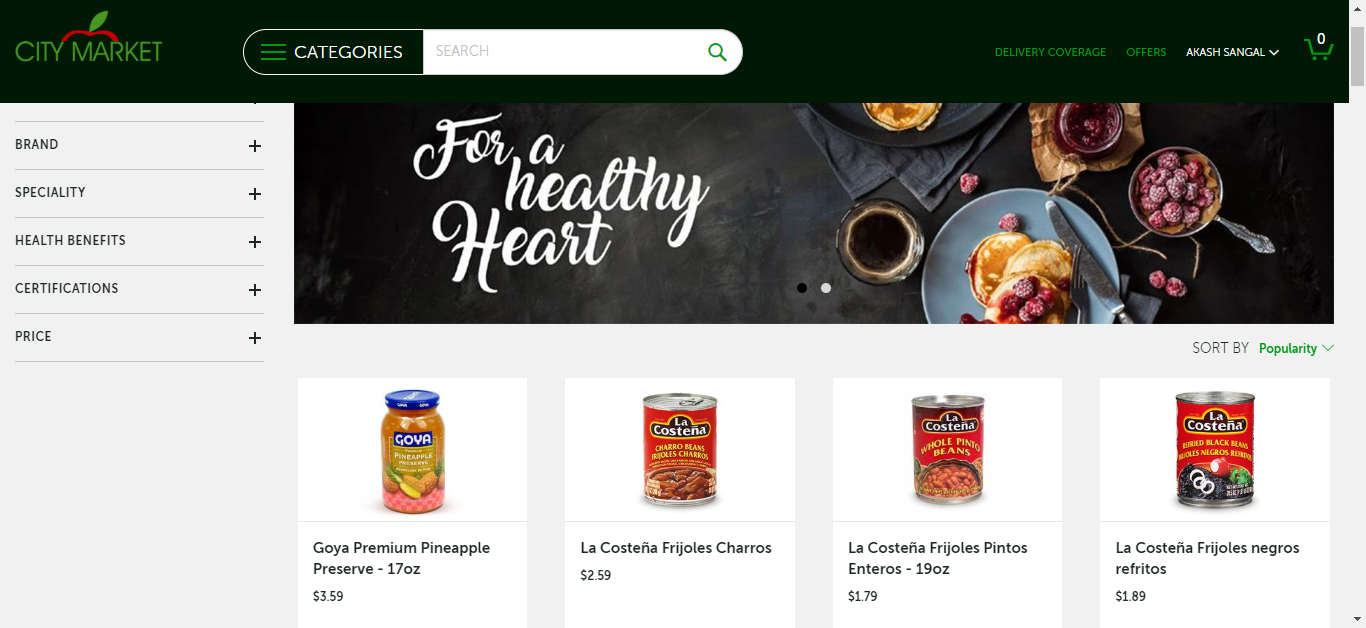 CITY MARKET
CATEGORIES
SEARCH
DELIVERY COVERAGE
OFFERS
AKASH SANGAL
0
BRAND
SPECIALITY
HEALTH BENEFITS
CERTIFICATIONS
PRICE
For a
healthy
Heart
SORT BY Popularity
GOYA
PINEAPPLE
PRESERVE
La
Costeña
CHARRO BEANS
FRIJOLES CHARROS
La
Costeña
WHOLE PINTO
BEANS
La
Costeña
REFRIED BLACK BEANS
Goya Premium Pineapple
Preserve - 17oz
$3.59
La Costeña Frijoles Charros
$2.59
La Costeña Frijoles Pintos
Enteros - 19oz
$1.79
La Costeña Frijoles negros
refritos
$1.89